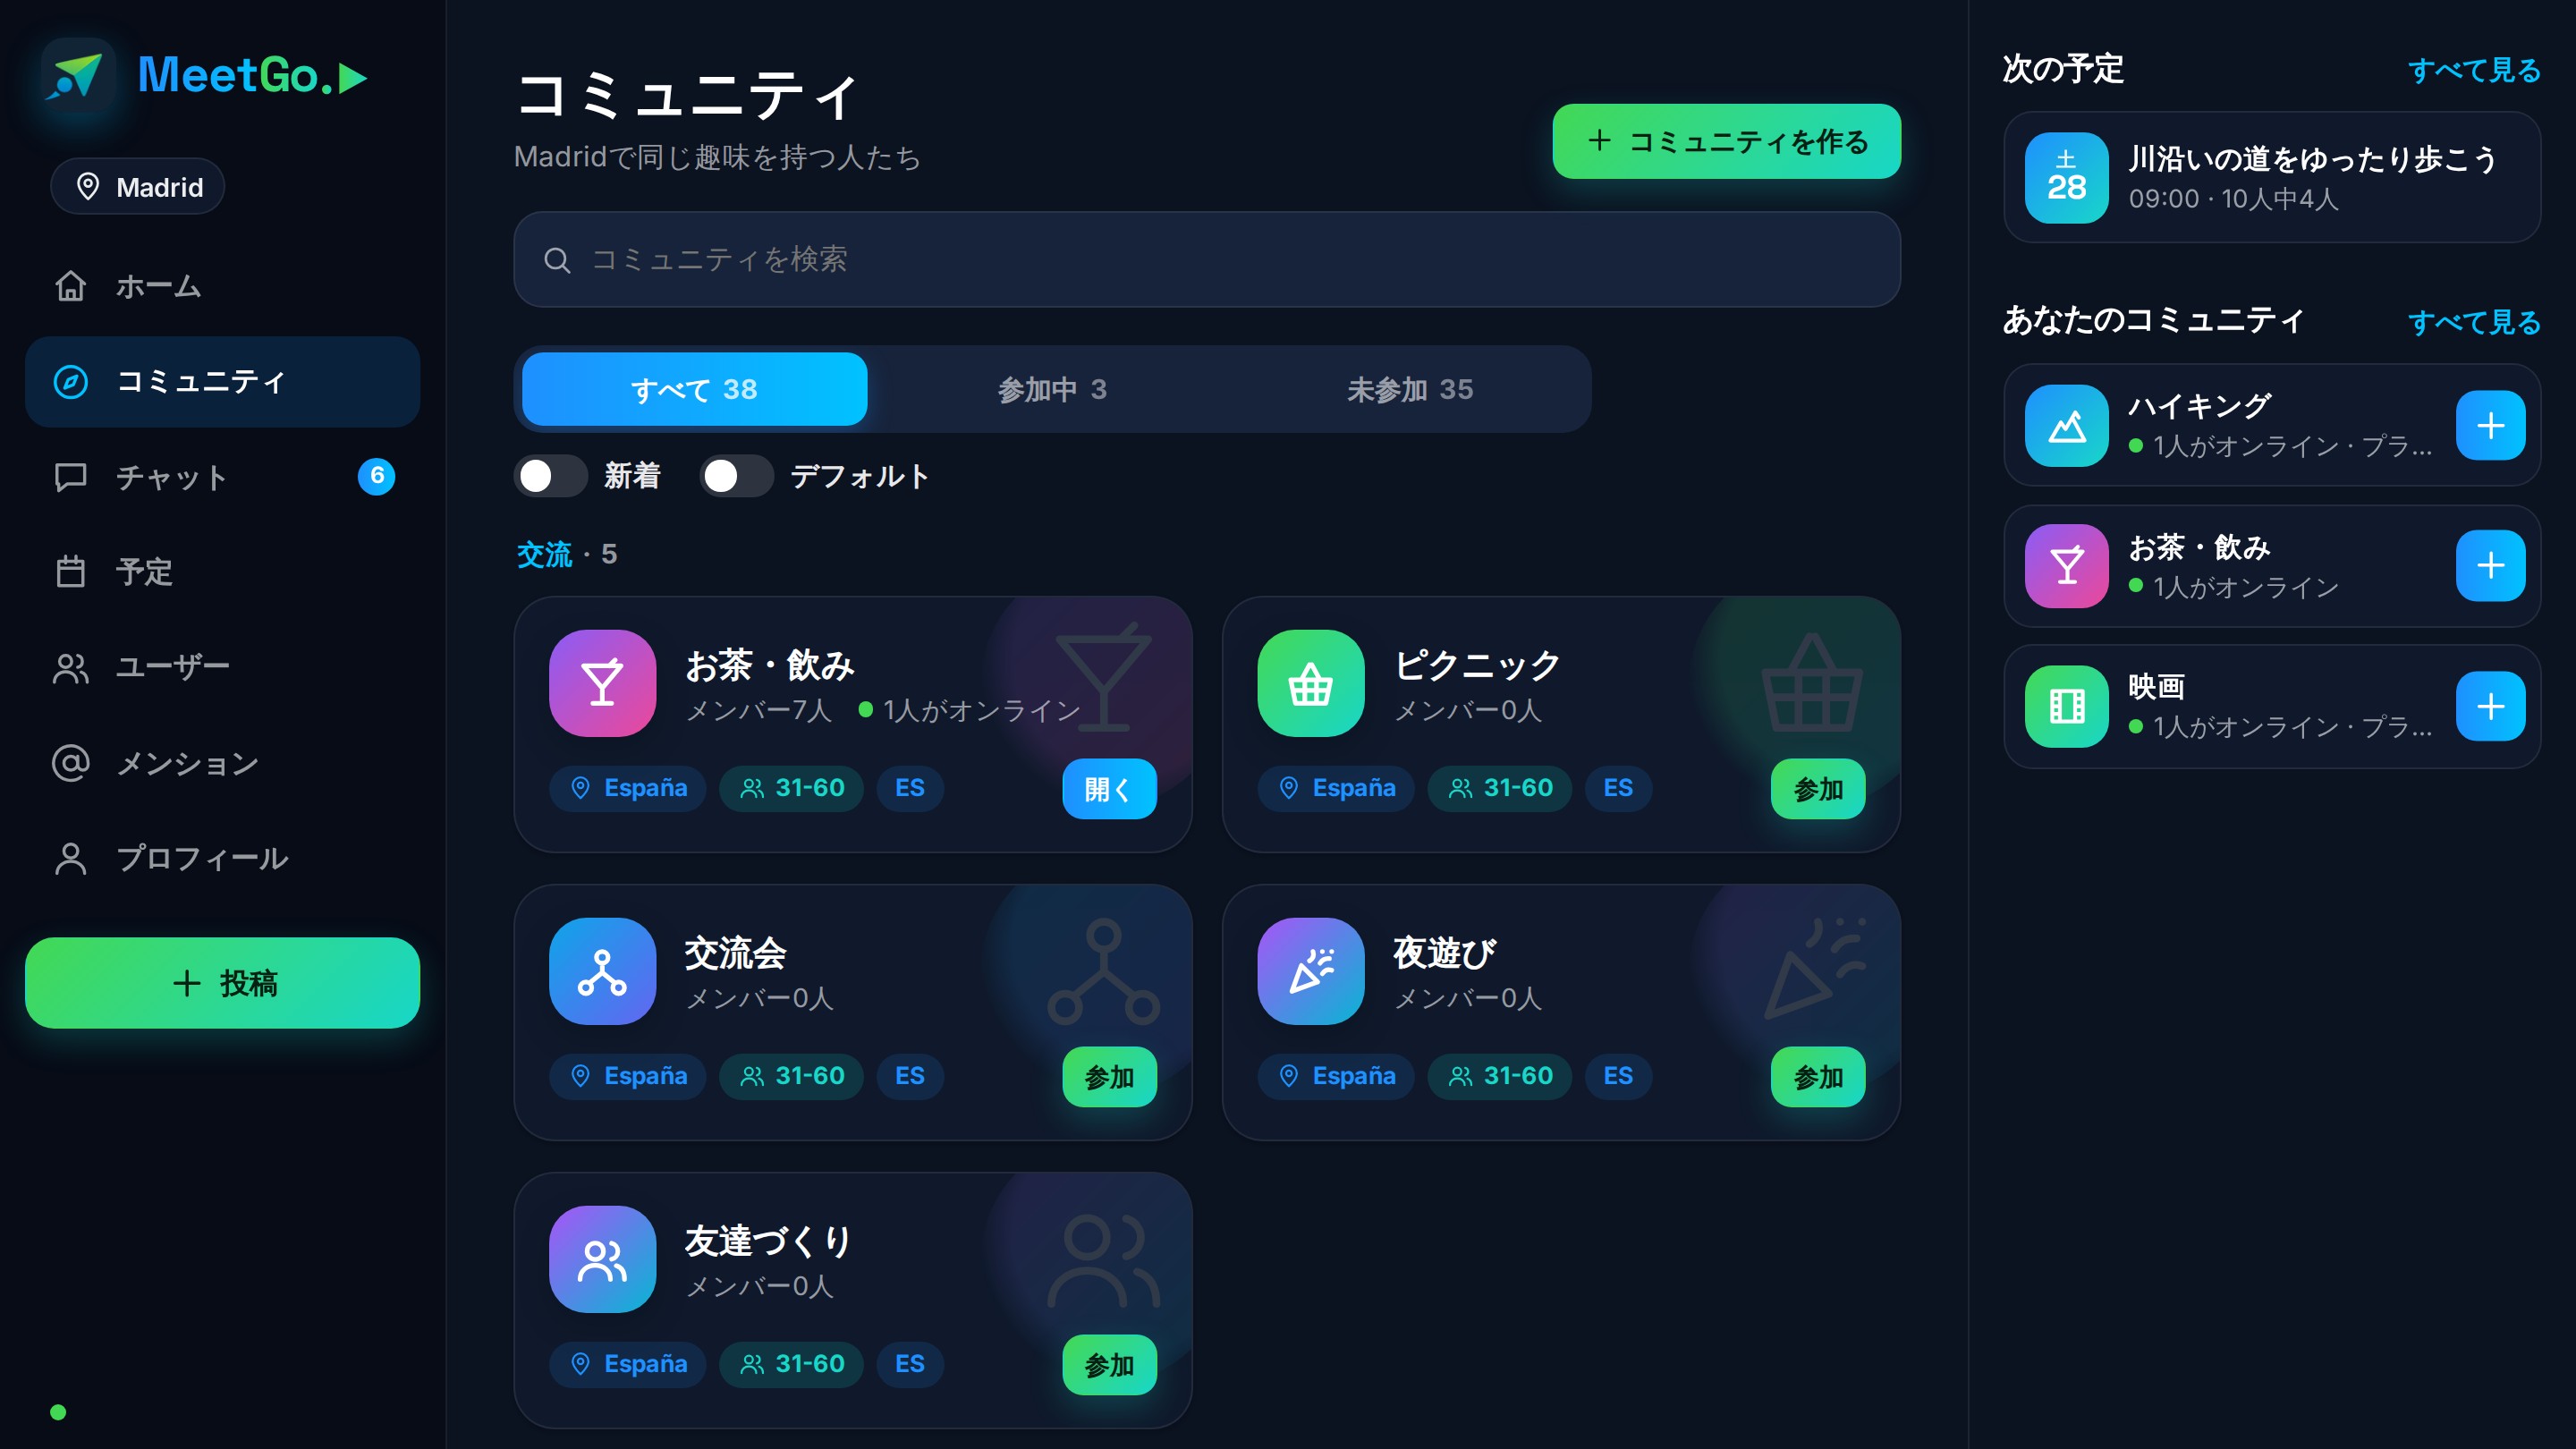 MeetGo.
Madrid
ホーム
コミュニティ
チャット 6
予定
ユーザー
メンション
プロフィール
投稿
コミュニティ
Madridで同じ趣味を持つ人たち
コミュニティを作る
コミュニティを検索
すべて 38 参加中 3 未参加 35
新着 デフォルト
交流 · 5
お茶・飲み
メンバー7人 1人がオンライン
España 31-60 ES 開く
ピクニック
メンバー0人
España 31-60 ES 参加
交流会
メンバー0人
España 31-60 ES 参加
夜遊び
メンバー0人
España 31-60 ES 参加
友達づくり
メンバー0人
España 31-60 ES 参加
次の予定 すべて見る
土
28
川沿いの道をゆったり歩こう
09:00 · 10人中4人
あなたのコミュニティ すべて見る
ハイキング
1人がオンライン · プラ…
お茶・飲み
1人がオンライン
映画
1人がオンライン · プラ…